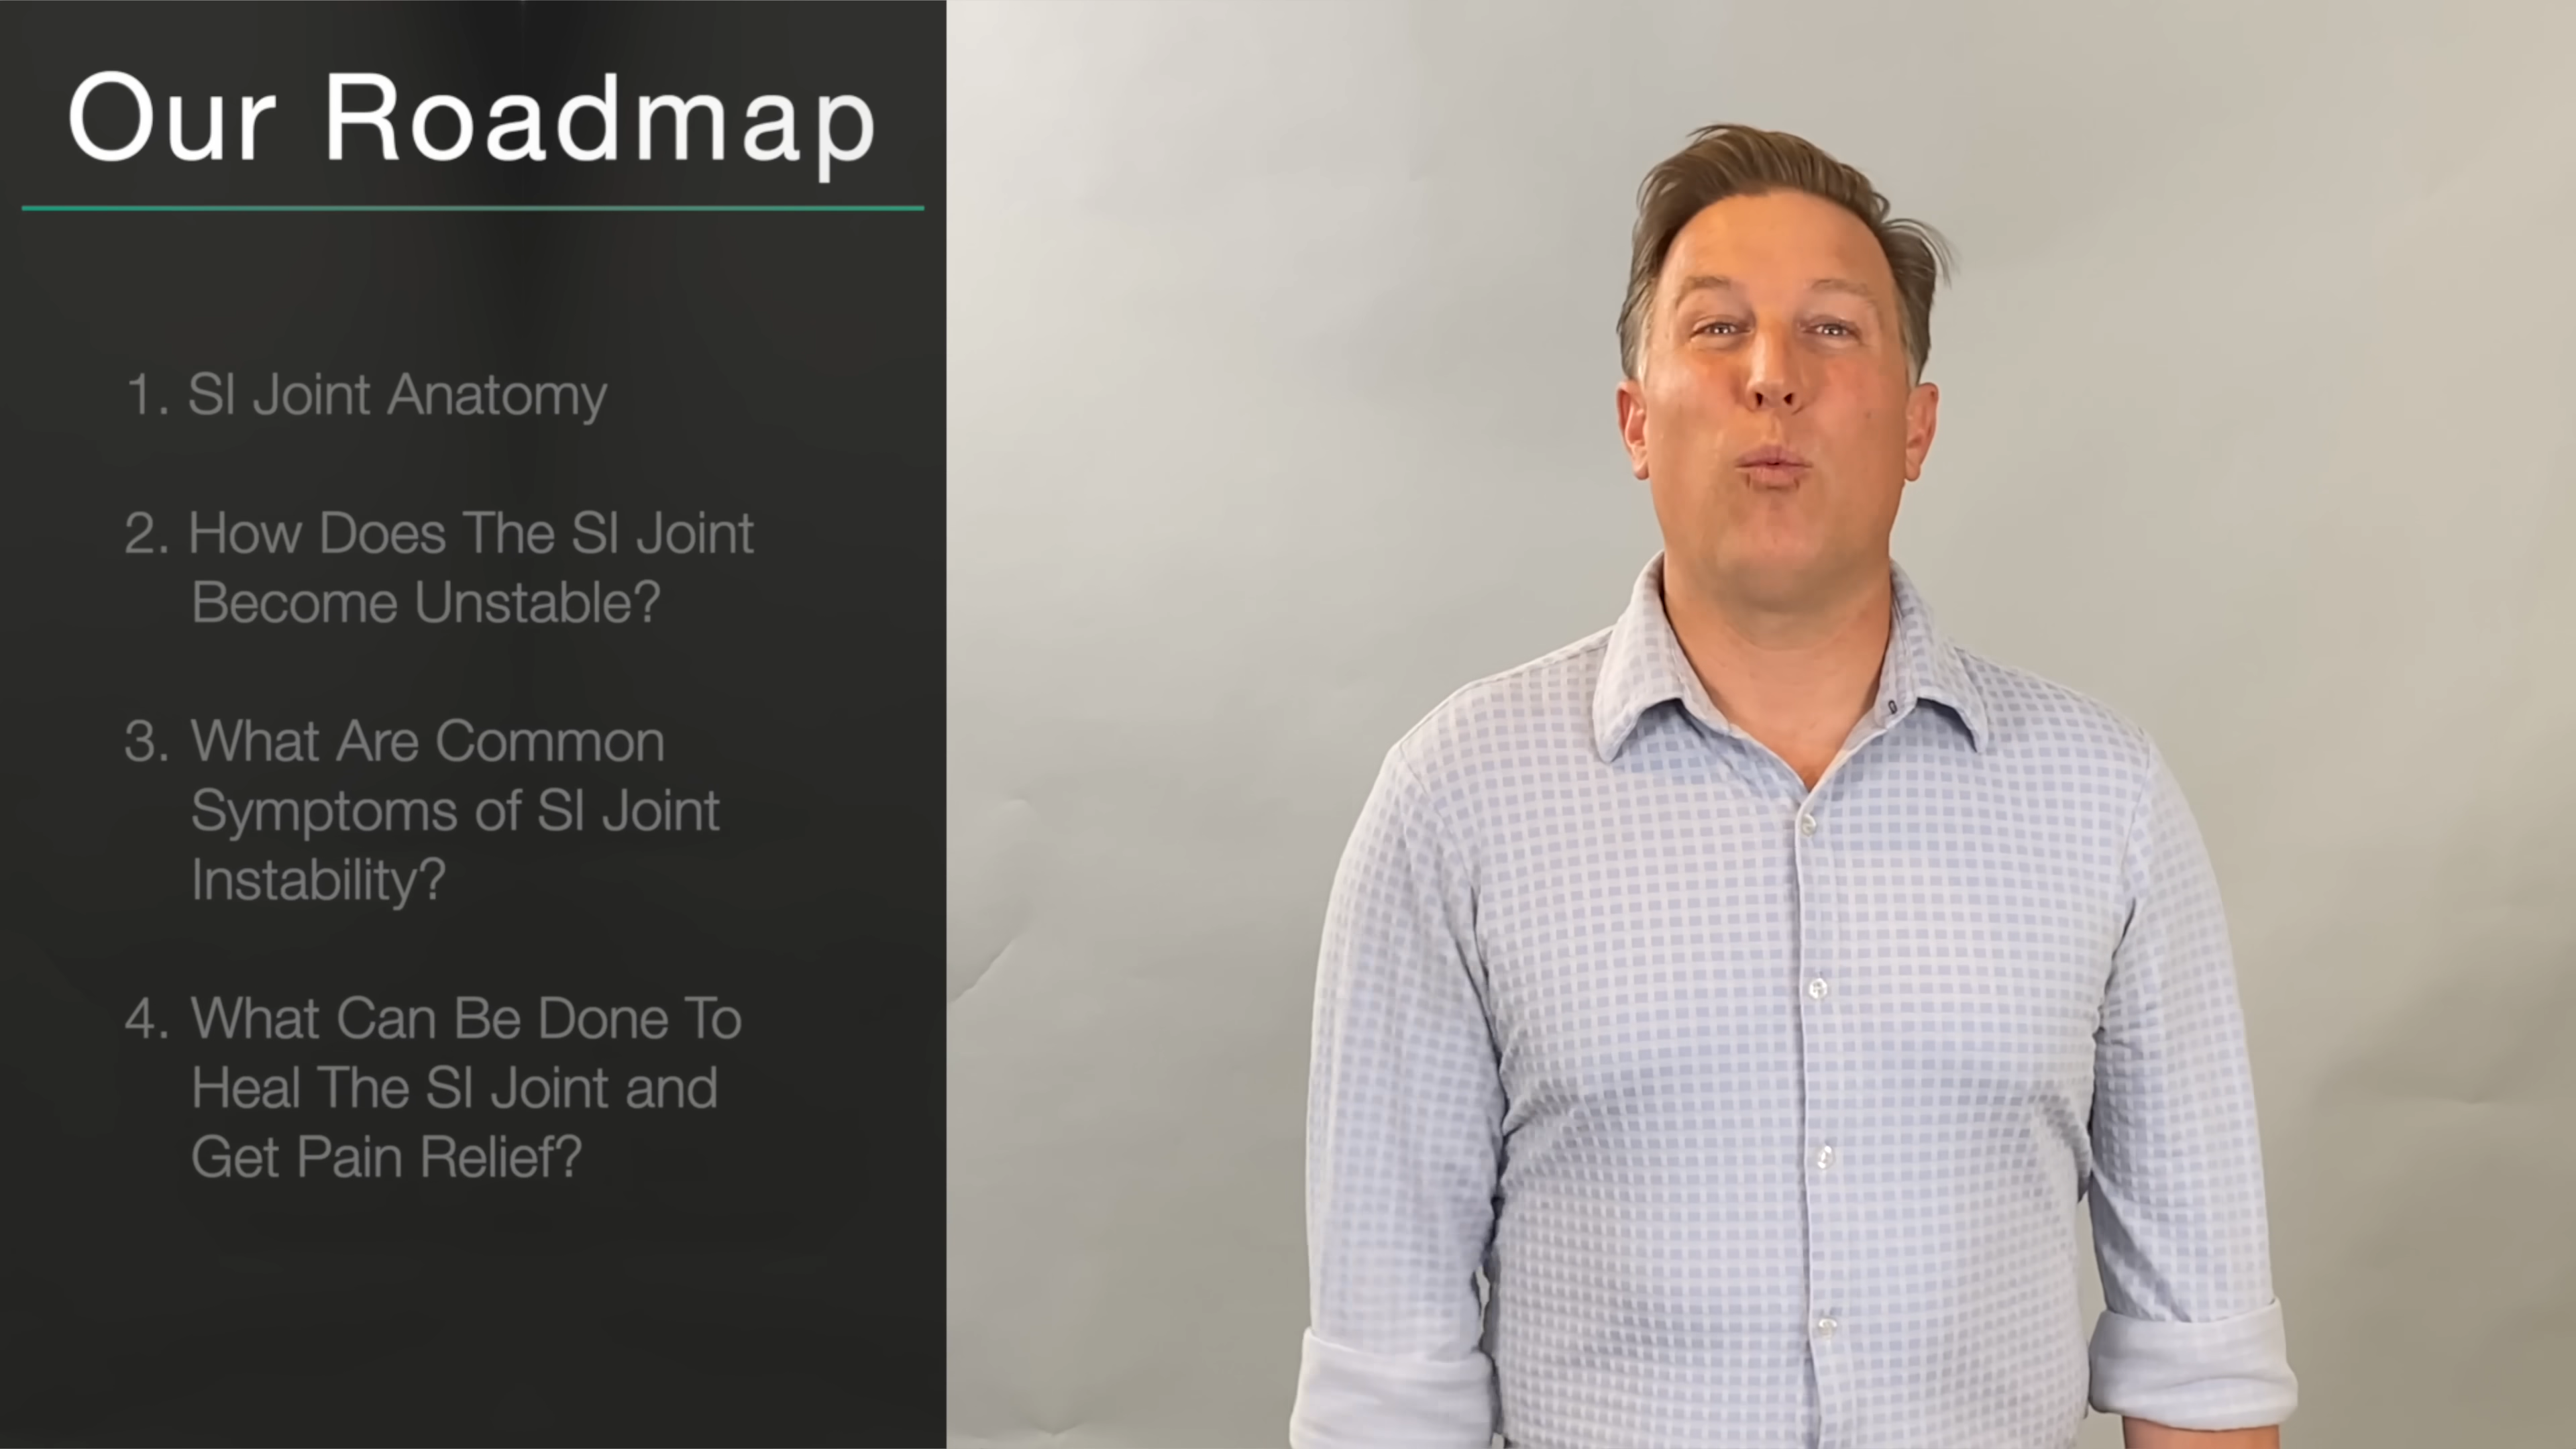 Our Roadmap
1. SI Joint Anatomy
2. How Does The SI Joint
Become Unstable?
3. What Are Common
Symptoms of SI Joint
Instability?
4. What Can Be Done To
Heal The SI Joint and
Get Pain Relief?